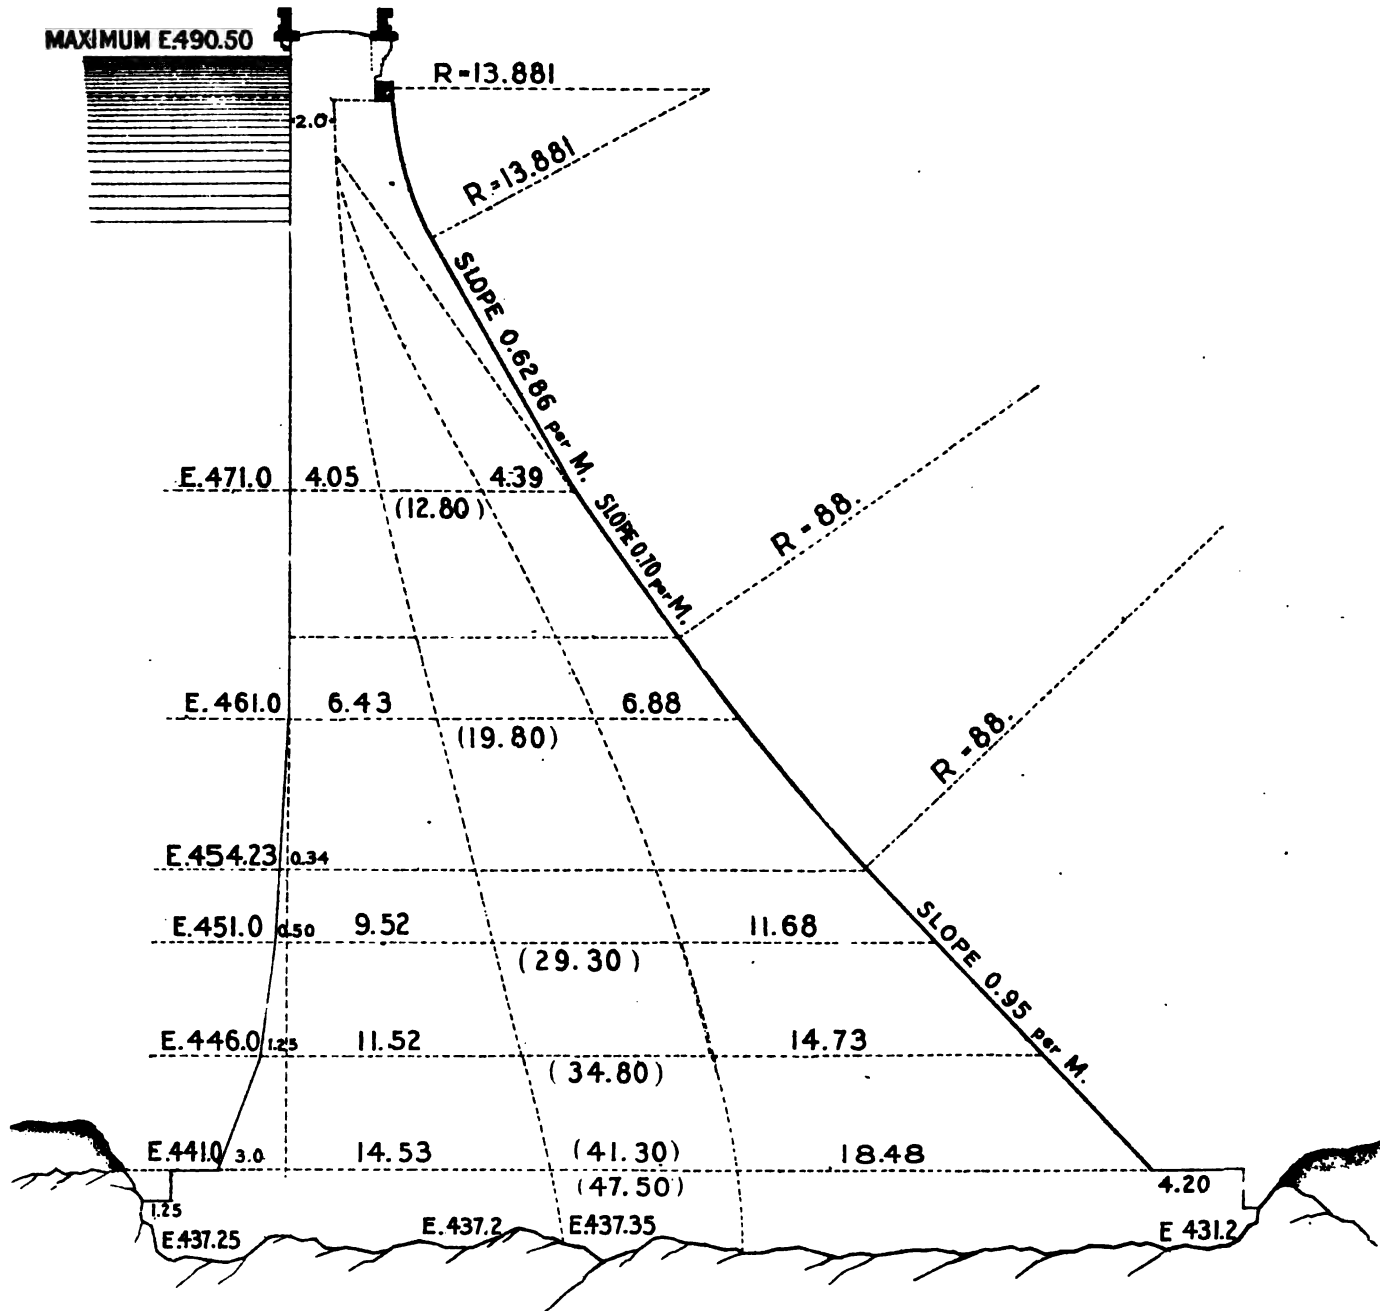 MAXIMUM E.490.50
R=13.881
2.0
R=13.881
SLOPE 0.6286 per M.
E.471.0 4.05 4.39
(12.80)
SLOPE 0.70 per M.
R=88.
E.461.0 6.43 6.88
(19.80)
R=88.
E.454.23 0.34
E.451.0 0.50 9.52 11.68
(29.30)
SLOPE 0.95 per M.
E.446.0 1.25 11.52 14.73
(34.80)
E.441.0 3.0 14.53 (41.30) 18.48
(47.50)
4.20
1.25
E.437.25 E.437.2 E437.35 E 431.2